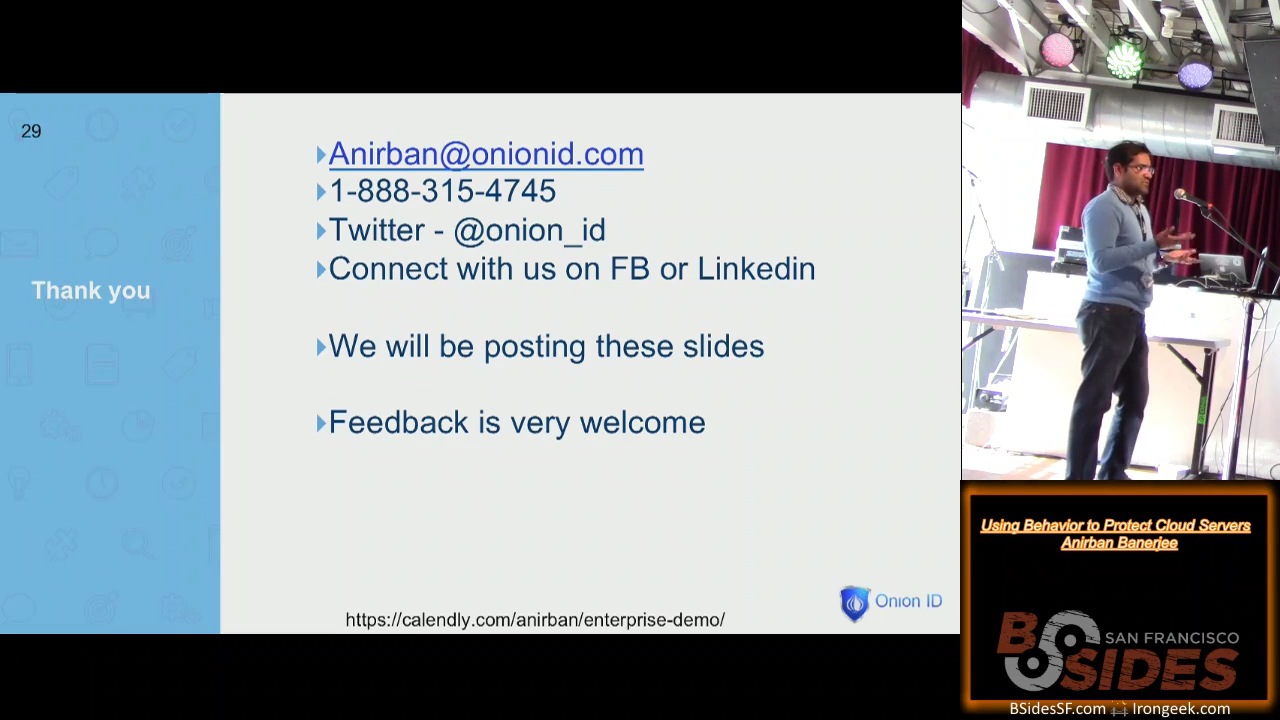 29
Thank you
Anirban@onionid.com
1-888-315-4745
Twitter - @onion_id
Connect with us on FB or Linkedin
We will be posting these slides
Feedback is very welcome
https://calendly.com/anirban/enterprise-demo/
Onion ID
Using Behavior to Protect Cloud Servers
Anirban Banerjee
BSIDES
SAN FRANCISCO
BSidesSF.com
Irongeek.com